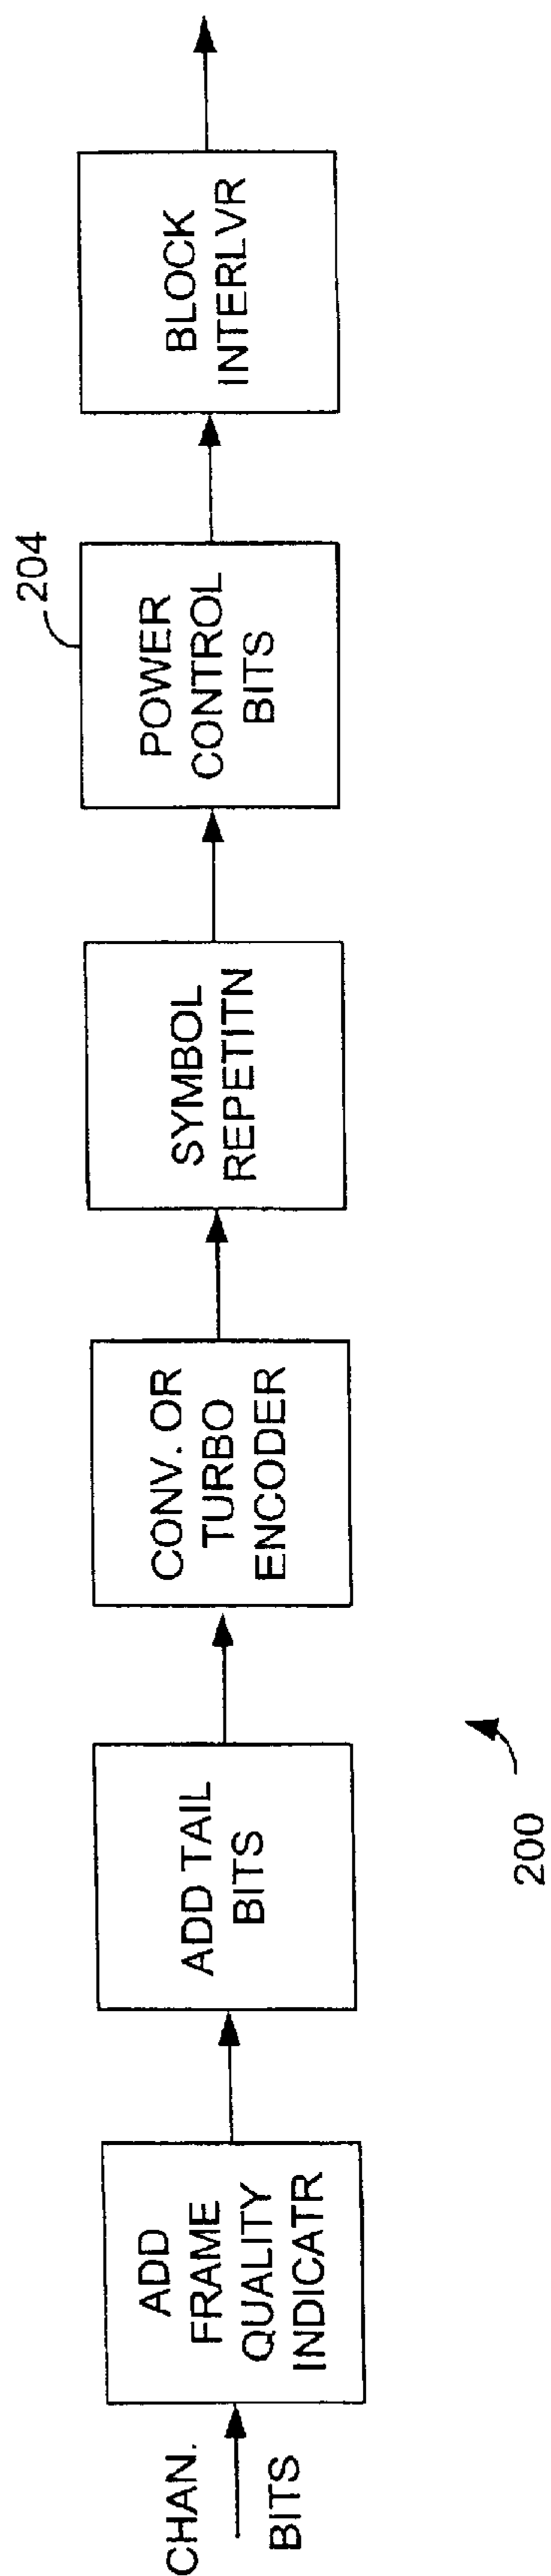 CHAN.
BITS
ADD
FRAME
QUALITY
INDICATR
ADD TAIL
BITS
CONV. OR
TURBO
ENCODER
SYMBOL
REPETITN
POWER
CONTROL
BITS
204
BLOCK
INTERLVR
200